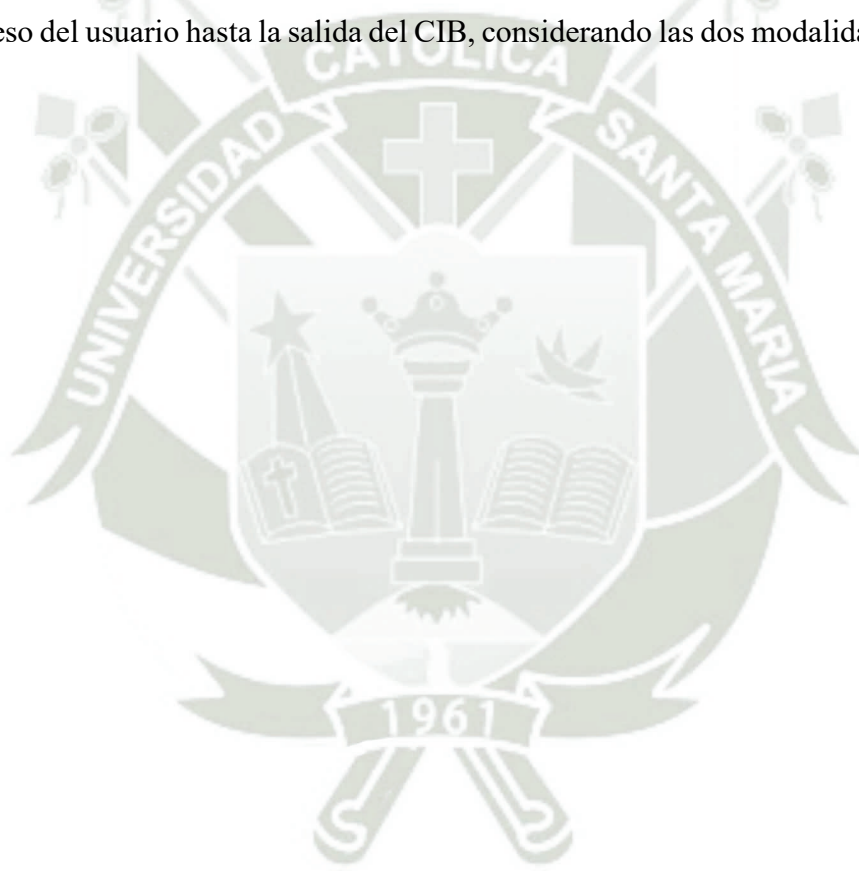 eso del usuario hasta la salida del CIB, considerando las dos modalida
CATOLICA
UNIVERSIDAD
SANTA MARIA
1961